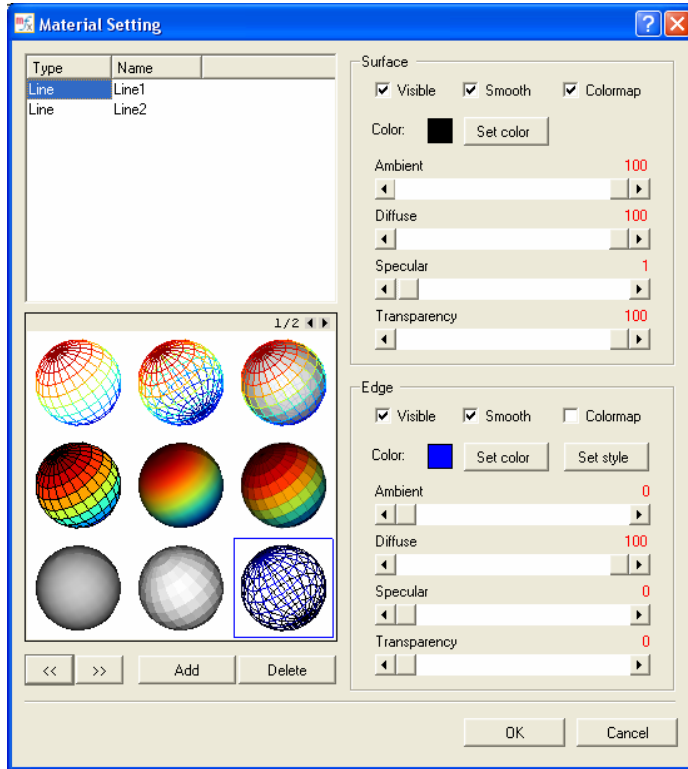 Material Setting
Type Name
Line Line1
Line Line2
1/2
<< >> Add Delete
Surface
Visible Smooth Colormap
Color: Set color
Ambient 100
Diffuse 100
Specular 1
Transparency 100
Edge
Visible Smooth Colormap
Color: Set color Set style
Ambient 0
Diffuse 100
Specular 0
Transparency 0
OK Cancel